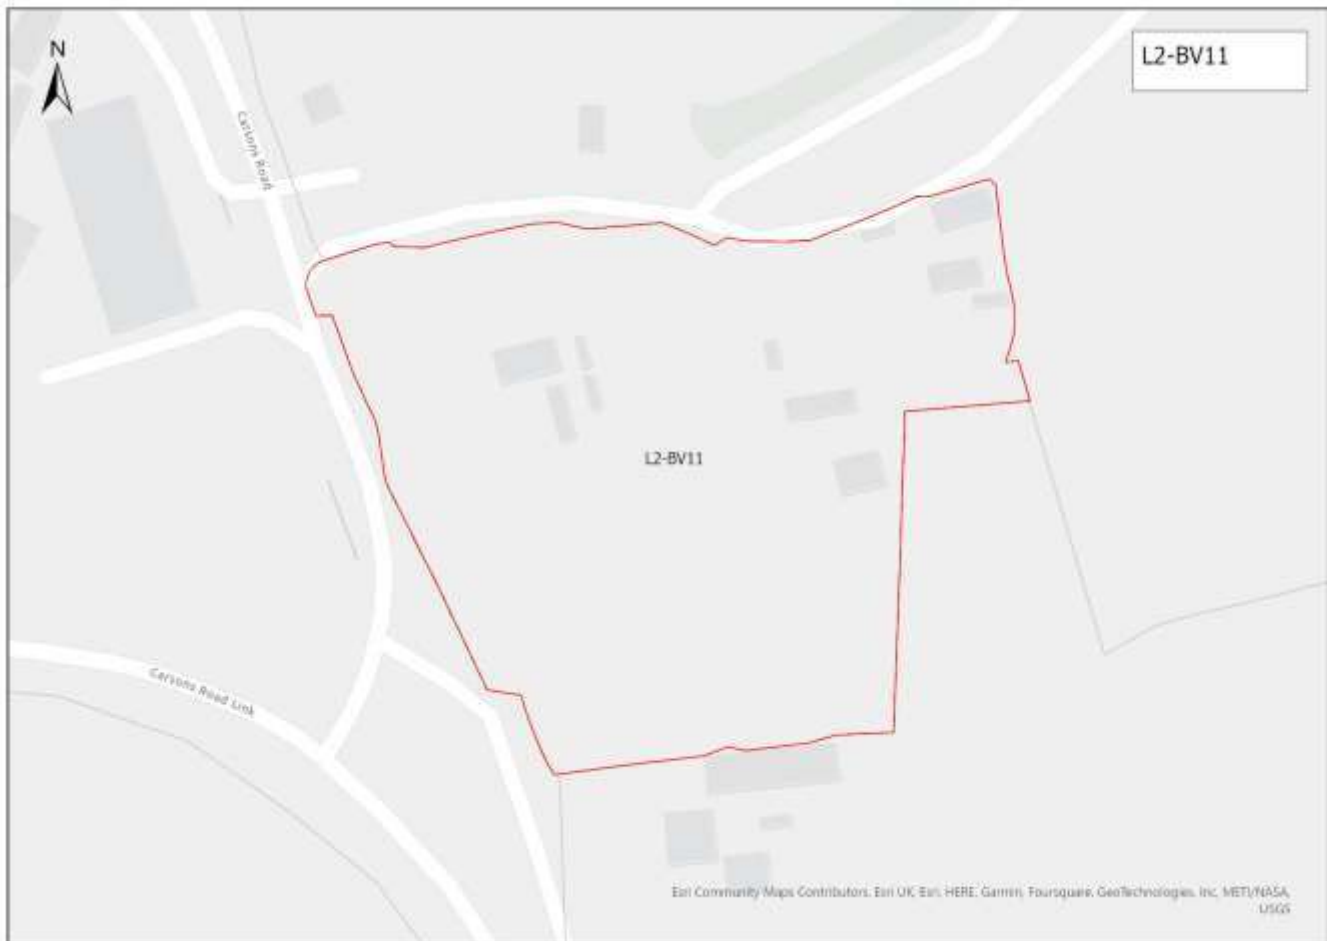 N
L2-BV11
Carsons Road
L2-BV11
Carsons Road Link
Esri Community Maps Contributors, Esri UK, Esri, HERE, Garmin, Foursquare, GeoTechnologies, Inc, METI/NASA,
USGS